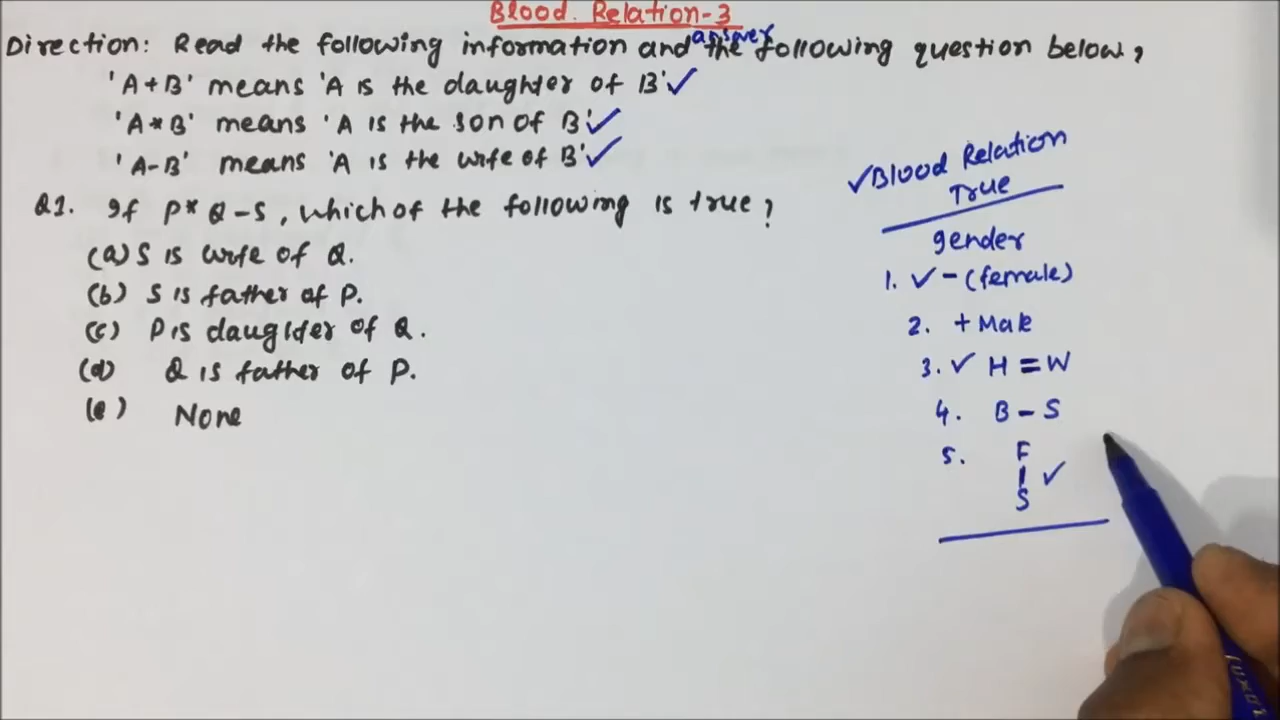 Blood. Relation-3
Direction: Read the following information and the following question below,
answer
'A+B' means 'A is the daughter of B'✓
'A*B' means 'A is the son of B'✓
'A-B' means 'A is the wife of B'✓
Q1. If P* Q-S, which of the following is true?
(a) S is wife of Q.
(b) S is father of P.
(c) P is daughter of Q.
(d) Q is father of P.
(e) None
✓Blood Relation
True
gender
1. ✓ - (female)
2. + Male
3. ✓ H = W
4. B - S
5. F
| ✓
S